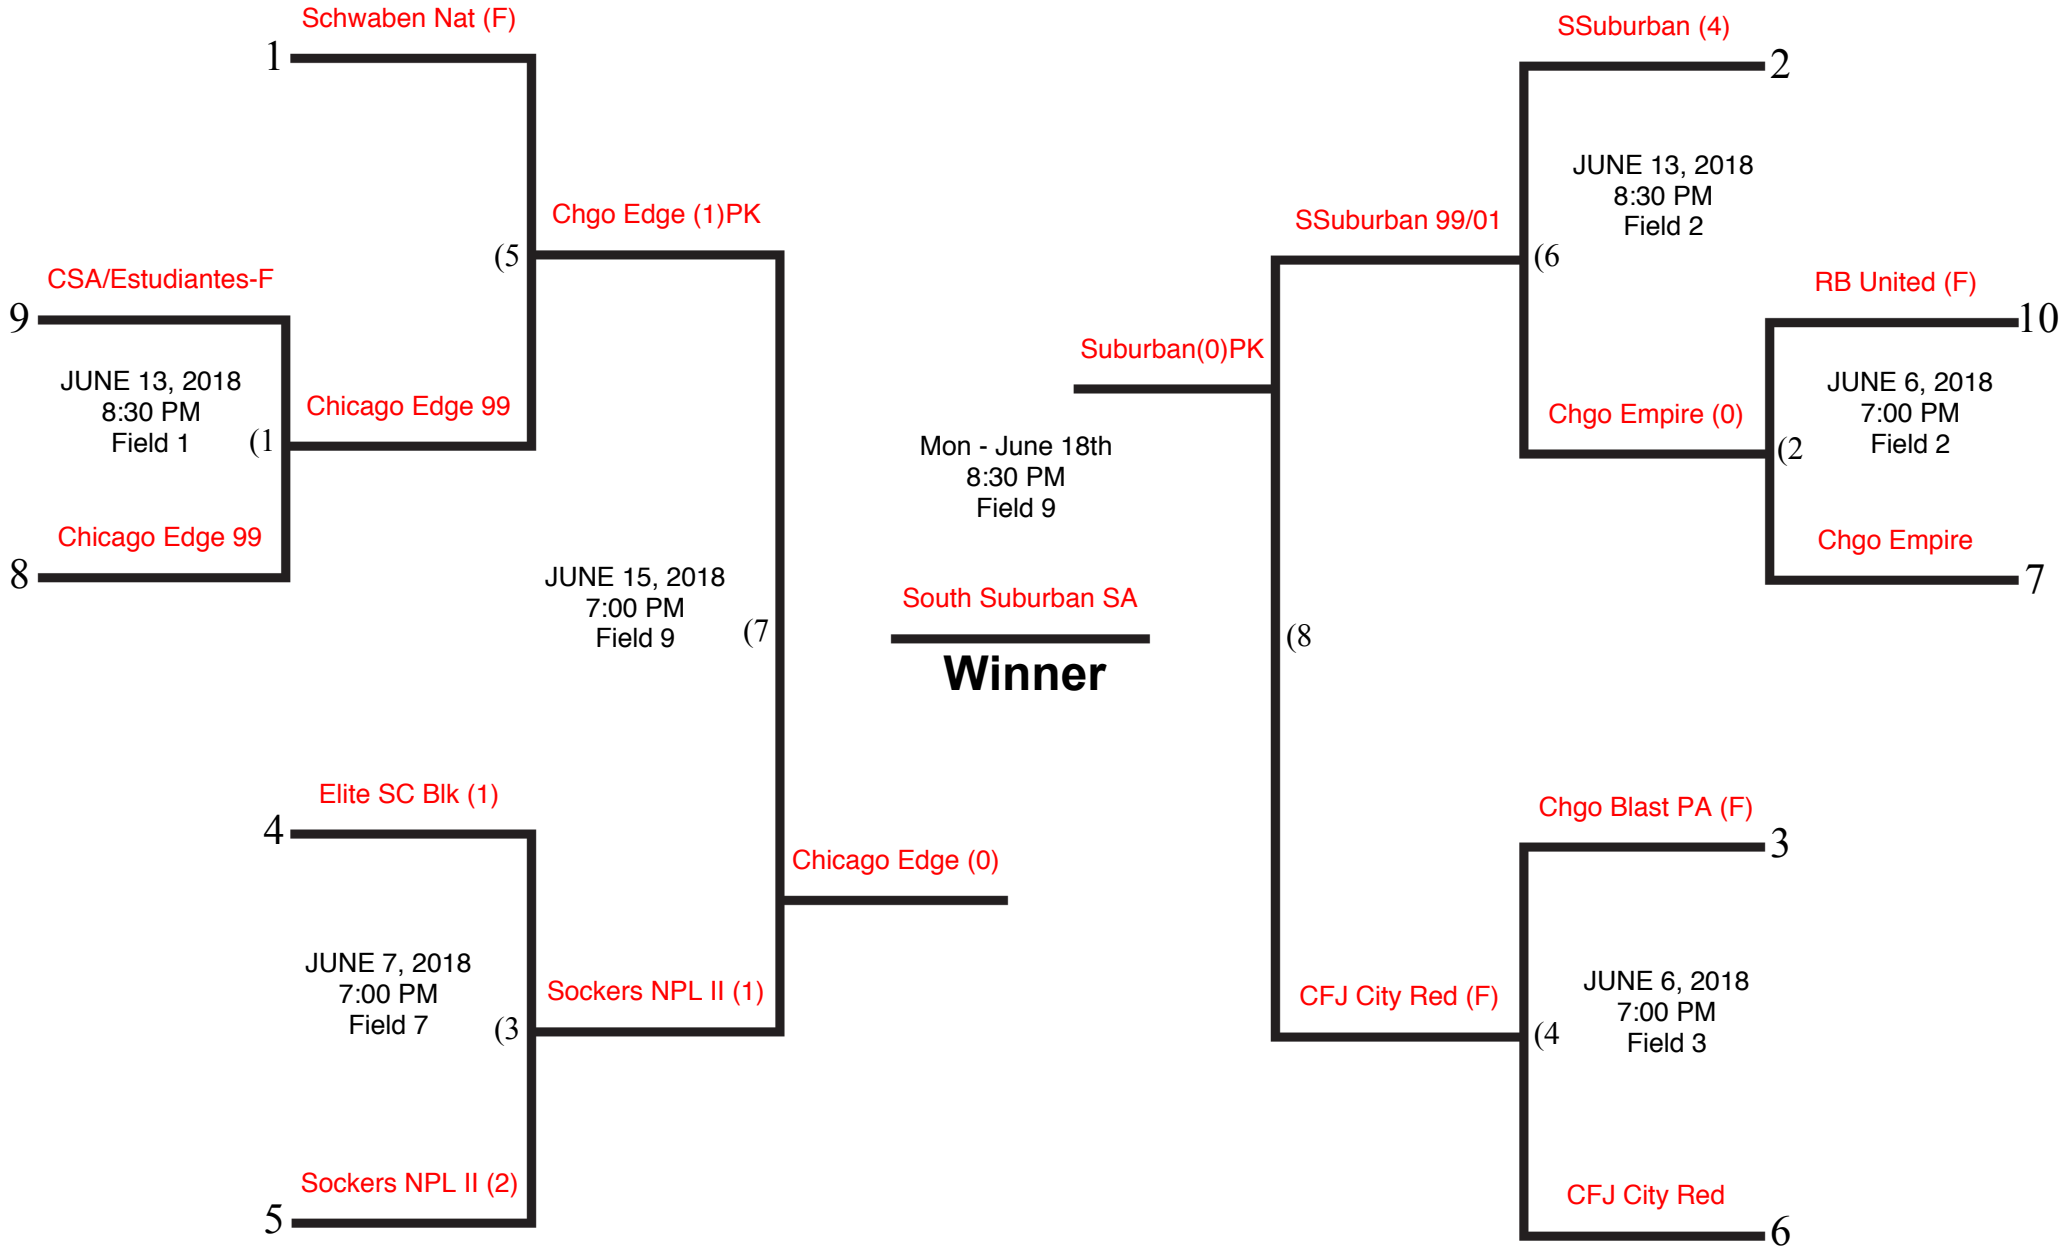 Schwaben Nat (F)
1
Chgo Edge (1)PK
(5
CSA/Estudiantes-F
9
JUNE 13, 2018
8:30 PM
Field 1
(1
Chicago Edge 99
Chicago Edge 99
8
JUNE 15, 2018
7:00 PM
Field 9
(7
Elite SC Blk (1)
4
Chicago Edge (0)
JUNE 7, 2018
7:00 PM
Field 7
(3
Sockers NPL II (1)
Sockers NPL II (2)
5
Suburban(0)PK
Mon - June 18th
8:30 PM
Field 9
South Suburban SA
Winner
SSuburban (4)
2
JUNE 13, 2018
8:30 PM
Field 2
SSuburban 99/01
(6
RB United (F)
10
JUNE 6, 2018
7:00 PM
Field 2
Chgo Empire (0)
(2
Chgo Empire
7
(8
Chgo Blast PA (F)
3
JUNE 6, 2018
7:00 PM
Field 3
CFJ City Red (F)
(4
CFJ City Red
6